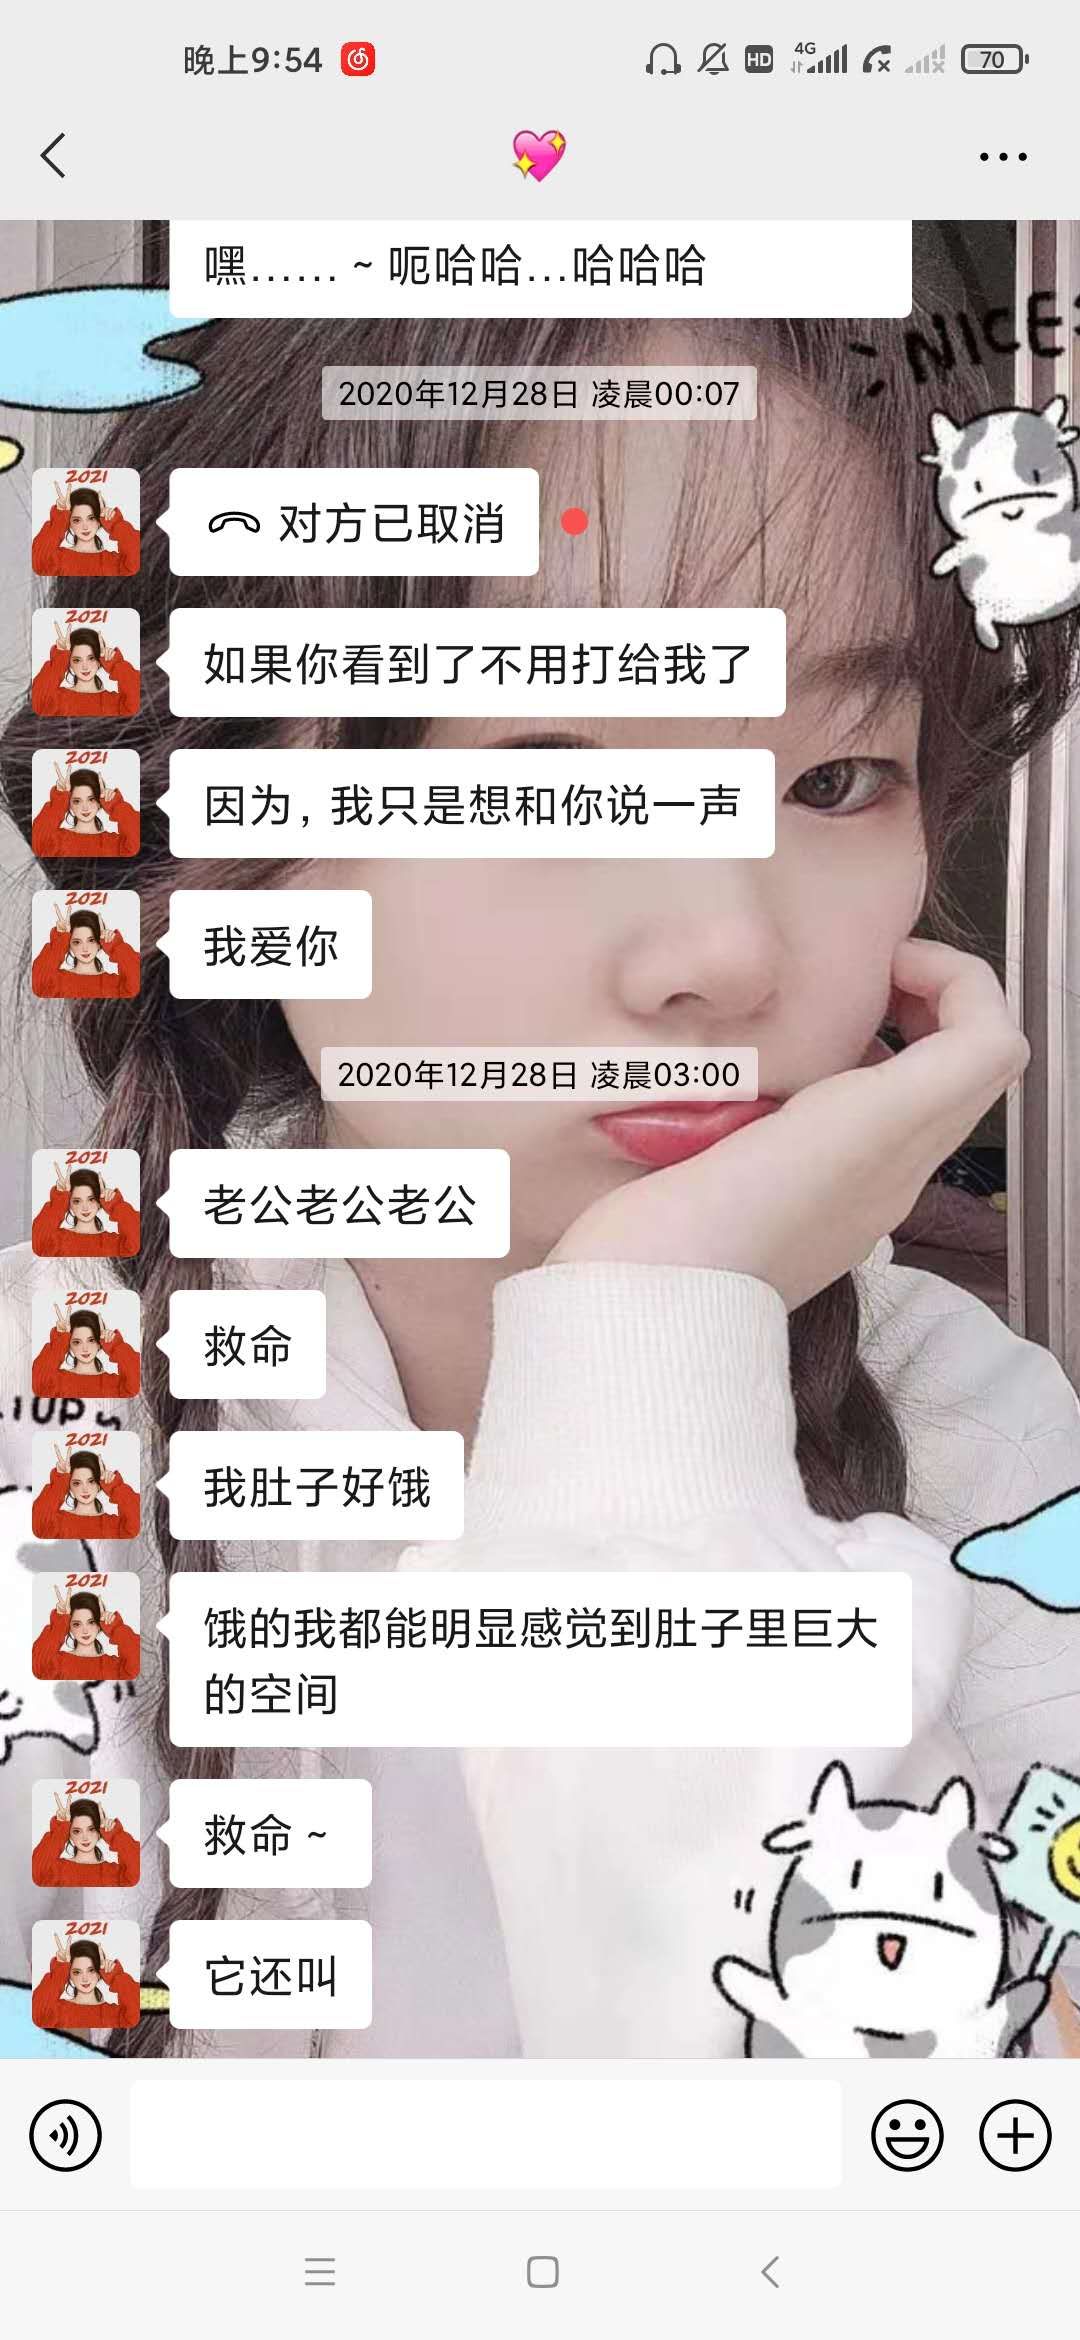 晚上9:54
HD
4G
70
嘿……~呃哈哈…哈哈哈
NICE
2020年12月28日 凌晨00:07
2021
对方已取消
2021
如果你看到了不用打给我了
2021
因为，我只是想和你说一声
2021
我爱你
2020年12月28日 凌晨03:00
2021
老公老公老公
2021
救命
2021
我肚子好饿
2021
饿的我都能明显感觉到肚子里巨大
的空间
2021
救命~
2021
它还叫